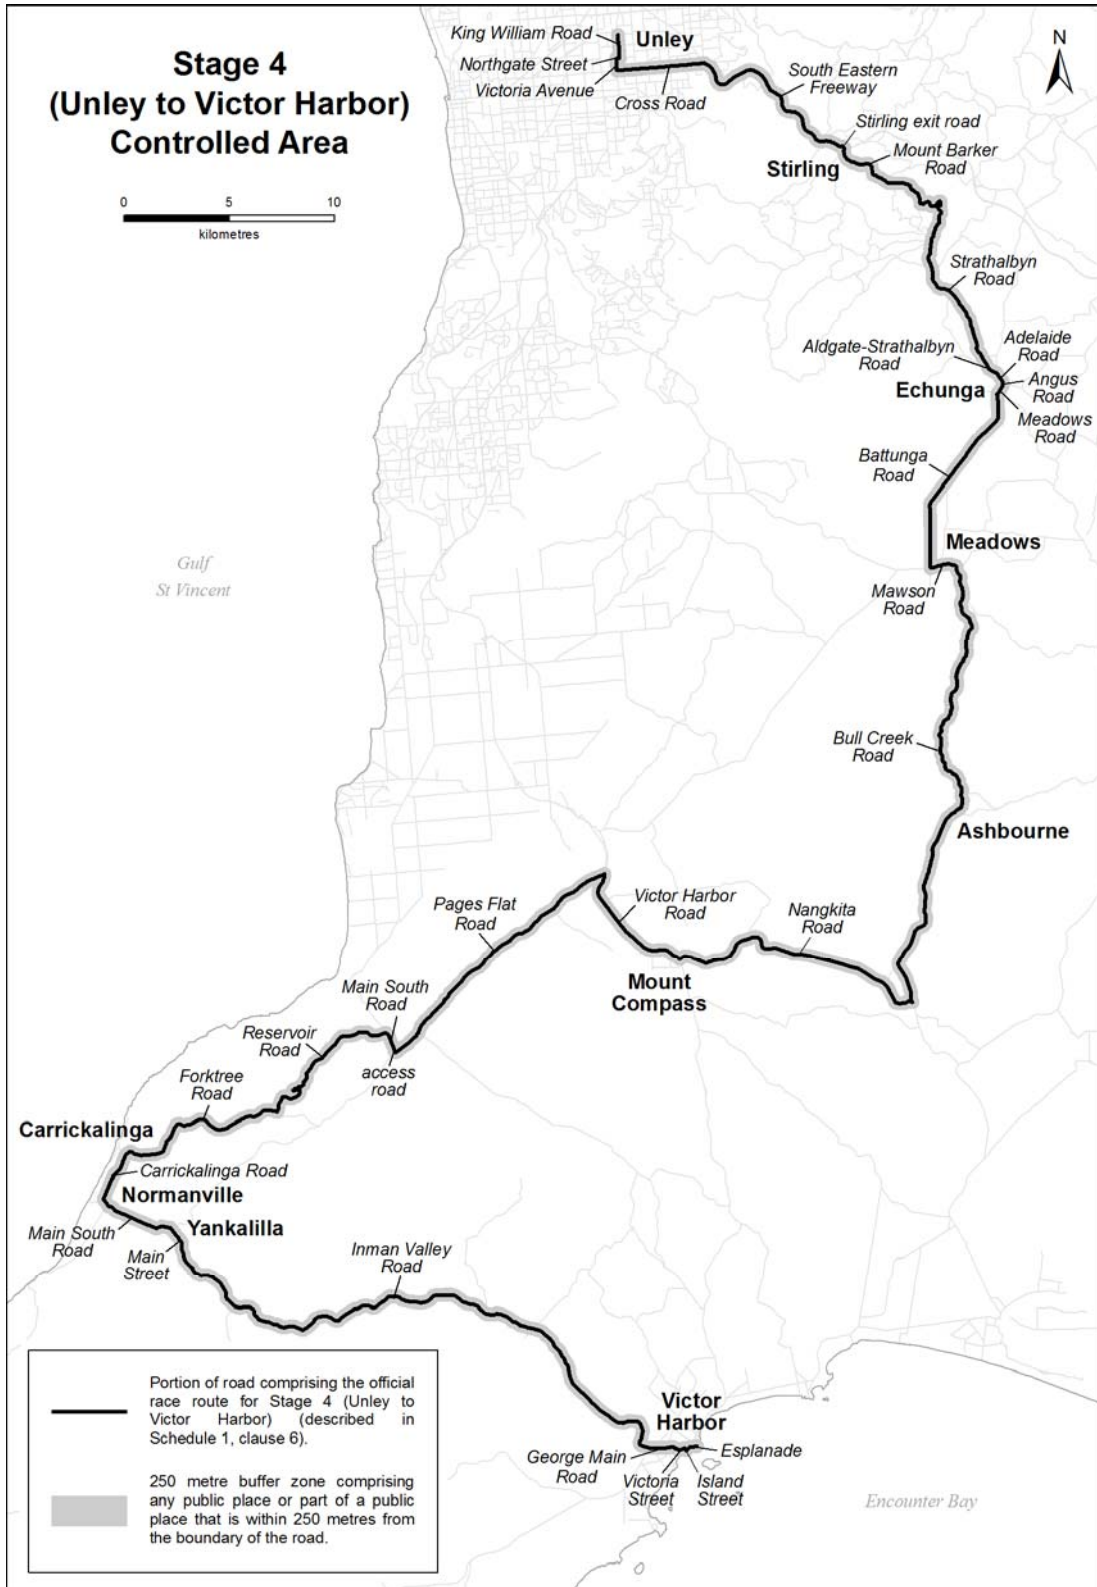 Stage 4
(Unley to Victor Harbor)
Controlled Area
0 5 10
kilometres
N
King William Road
Unley
Northgate Street
Victoria Avenue
Cross Road
South Eastern
Freeway
Stirling exit road
Stirling
Mount Barker
Road
Strathalbyn
Road
Aldgate-Strathalbyn
Road
Adelaide
Road
Echunga
Angus
Road
Meadows
Road
Battunga
Road
Meadows
Mawson
Road
Gulf
St Vincent
Bull Creek
Road
Ashbourne
Pages Flat
Road
Victor Harbor
Road
Nangkita
Road
Mount
Compass
Main South
Road
Reservoir
Road
access
road
Forktree
Road
Carrickalinga
Carrickalinga Road
Normanville
Main South
Road
Yankalilla
Main
Street
Inman Valley
Road
Victor
Harbor
George Main
Road
Esplanade
Victoria
Street
Island
Street
Encounter Bay
Portion of road comprising the official
race route for Stage 4 (Unley to
Victor Harbor) (described in
Schedule 1, clause 6).
250 metre buffer zone comprising
any public place or part of a public
place that is within 250 metres from
the boundary of the road.